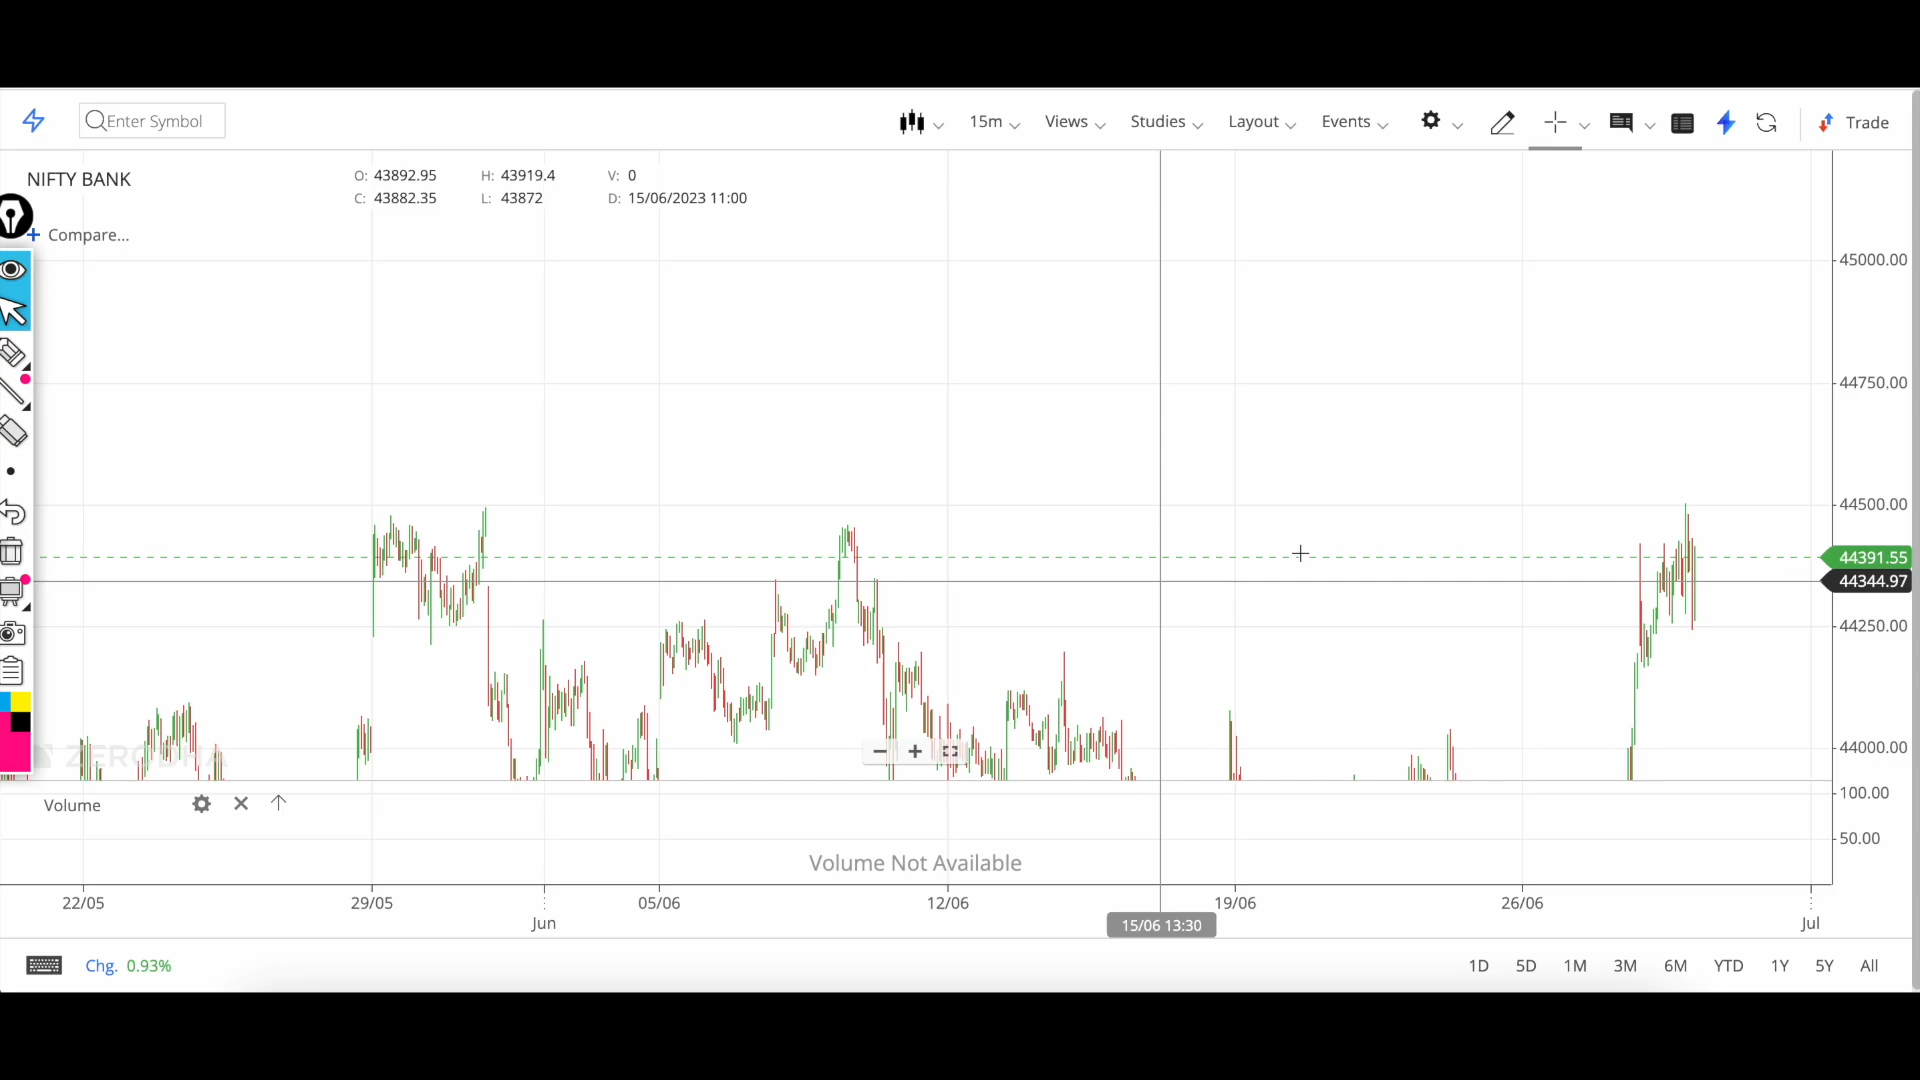 Enter Symbol
15m
Views
Studies
Layout
Events
Trade
NIFTY BANK
O: 43892.95 H: 43919.4 V: 0
C: 43882.35 L: 43872 D: 15/06/2023 11:00
+ Compare...
45000.00
44750.00
44500.00
44391.55
44344.97
44250.00
44000.00
ZERODHA
Volume
100.00
50.00
Volume Not Available
22/05 29/05 05/06 12/06 19/06 26/06
Jun Jul
15/06 13:30
Chg. 0.93%
1D 5D 1M 3M 6M YTD 1Y 5Y All